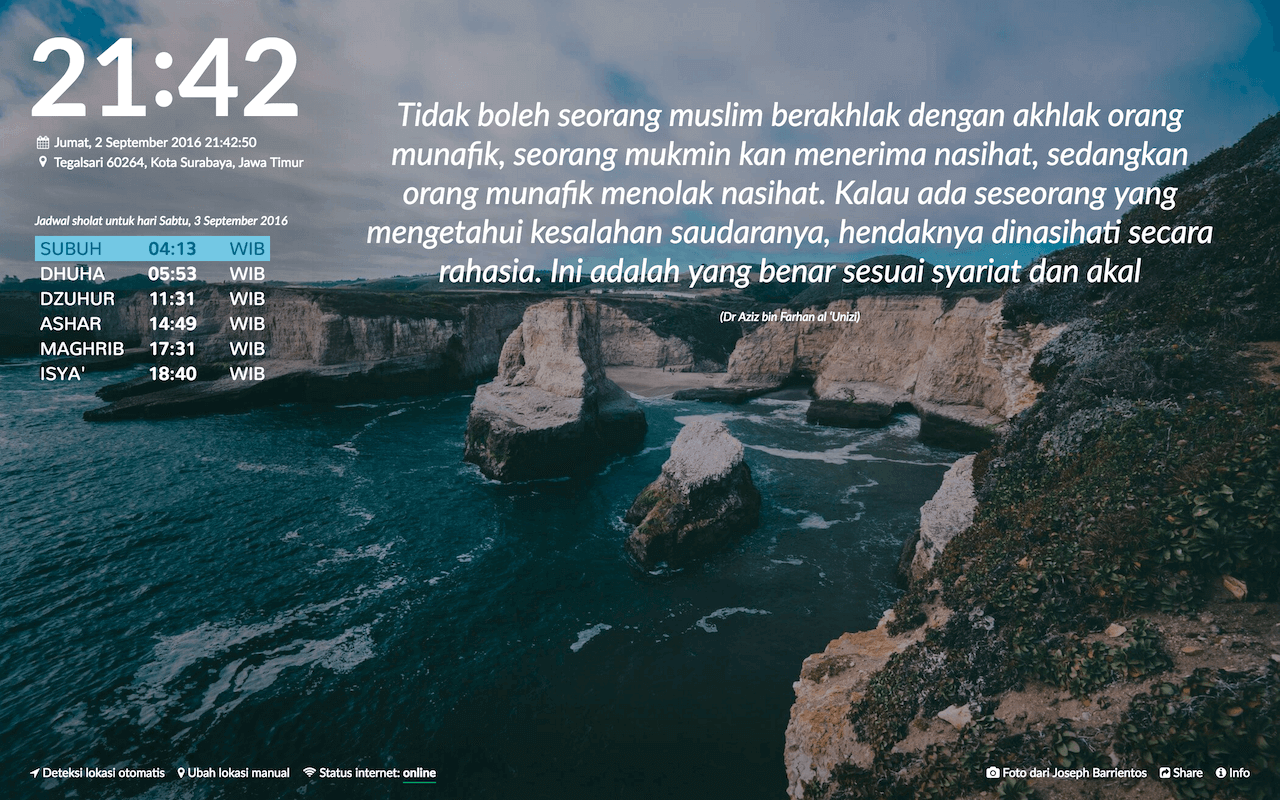 21:42
Jumat, 2 September 2016 21:42:50
Tegalsari 60264, Kota Surabaya, Jawa Timur
Jadwal sholat untuk hari Sabtu, 3 September 2016
SUBUH 04:13 WIB
DHUHA 05:53 WIB
DZUHUR 11:31 WIB
ASHAR 14:49 WIB
MAGHRIB 17:31 WIB
ISYA' 18:40 WIB
Tidak boleh seorang muslim berakhlak dengan akhlak orang
munafik, seorang mukmin kan menerima nasihat, sedangkan
orang munafik menolak nasihat. Kalau ada seseorang yang
mengetahui kesalahan saudaranya, hendaknya dinasihati secara
rahasia. Ini adalah yang benar sesuai syariat dan akal
(Dr Aziz bin Farhan al 'Unizi)
Deteksi lokasi otomatis Ubah lokasi manual Status internet: online
Foto dari Joseph Barrientos Share Info